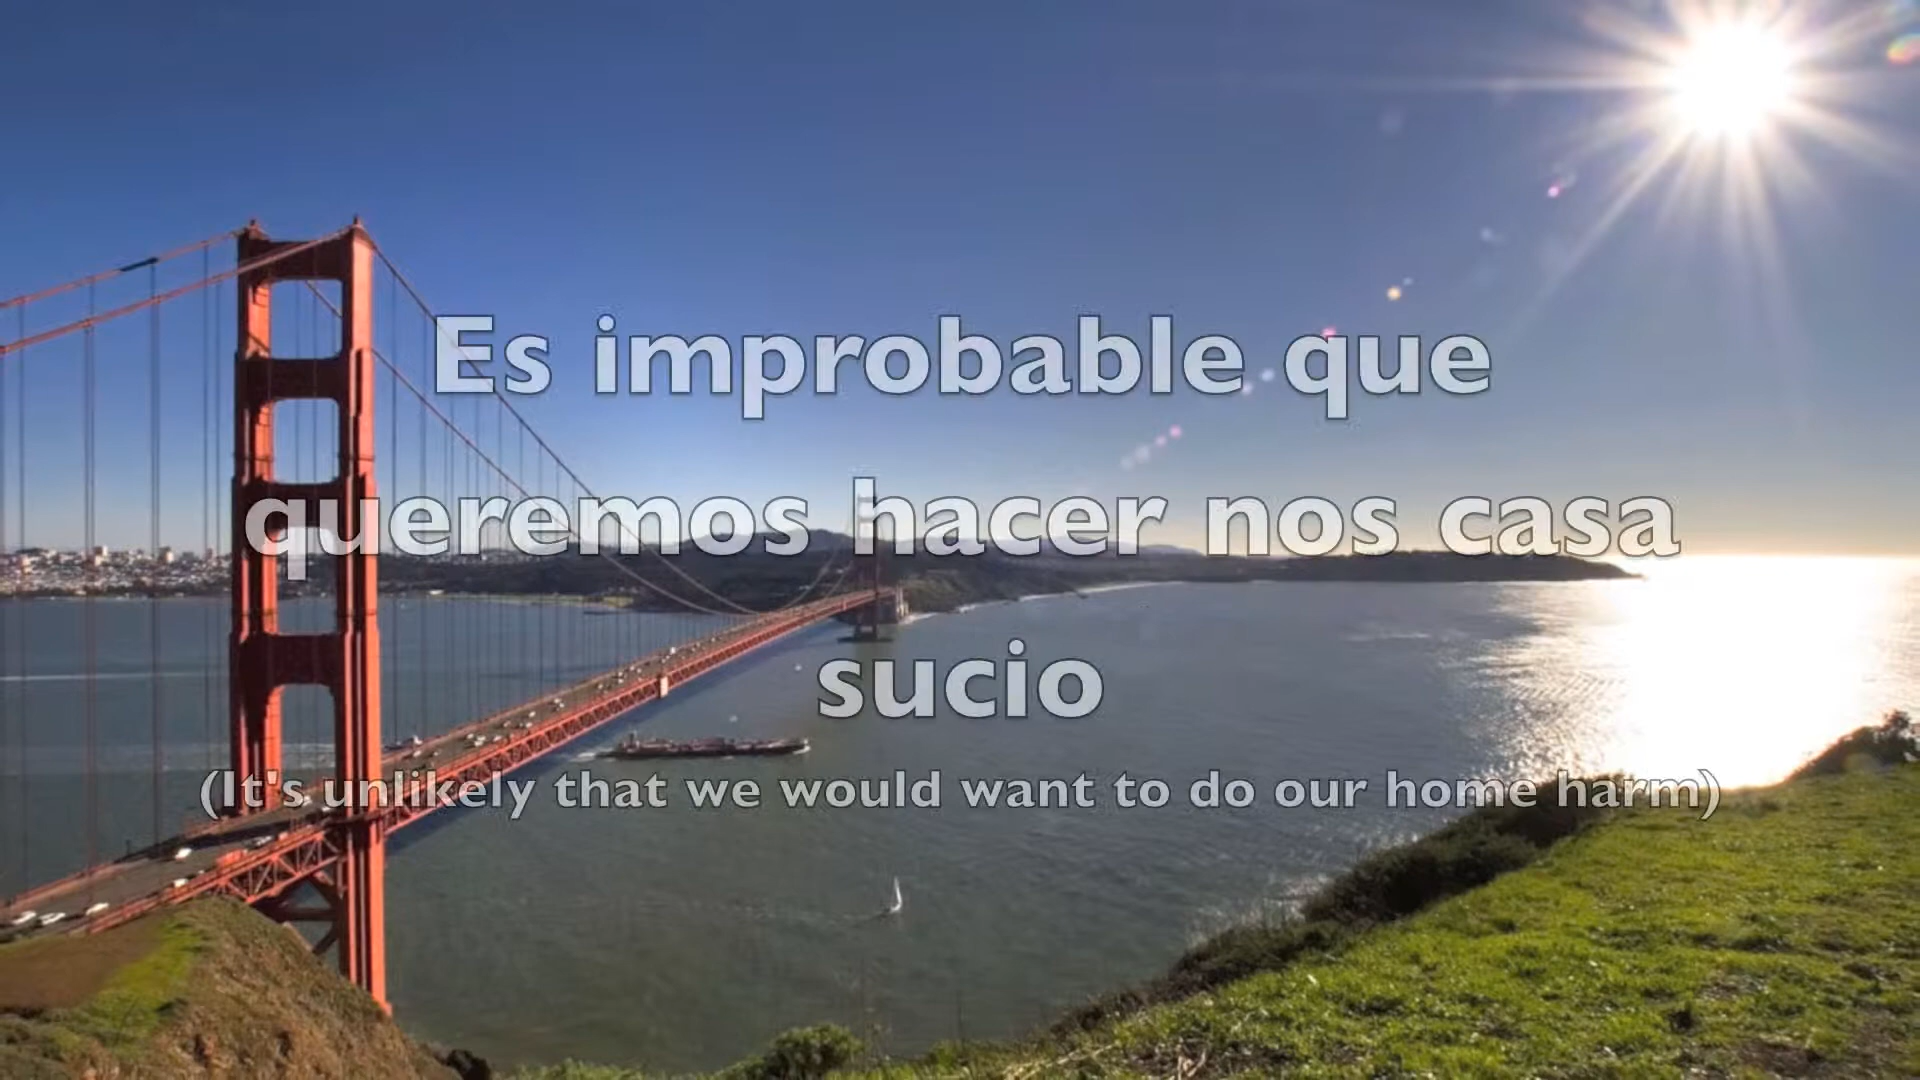 Es improbable que
queremos hacer nos casa
sucio
(It's unlikely that we would want to do our home harm)